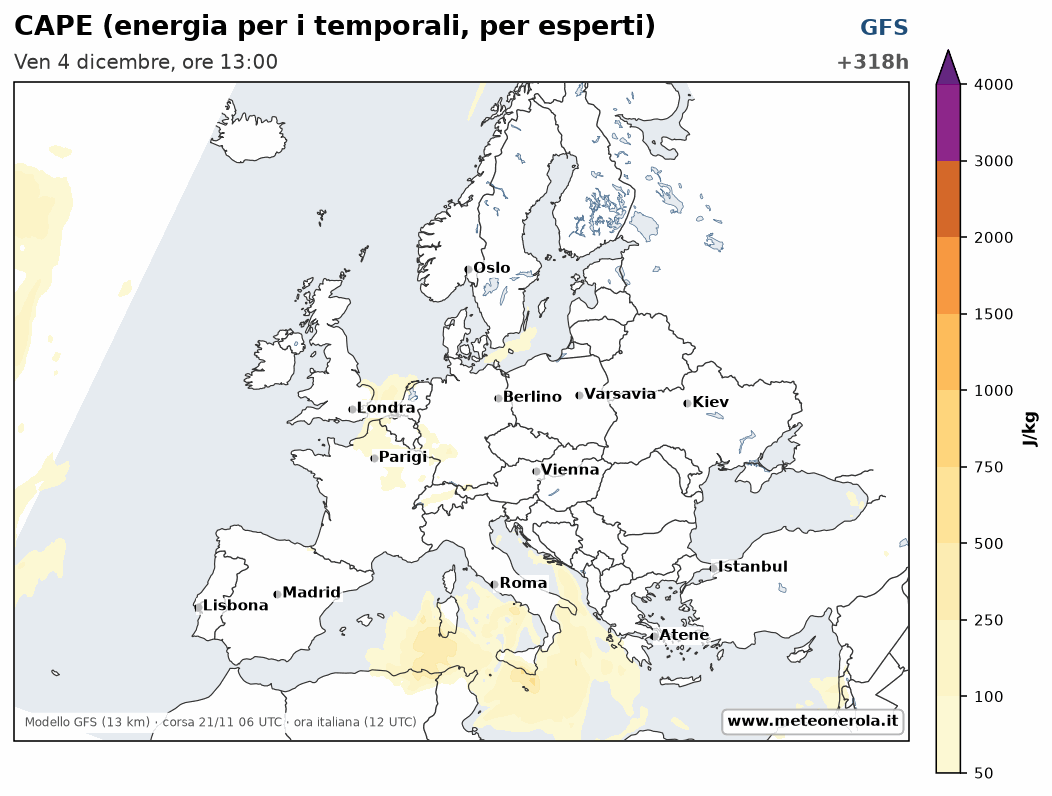 CAPE (energia per i temporali, per esperti)
GFS
Ven 4 dicembre, ore 13:00
+318h
4000
3000
2000
1500
1000
750
500
250
100
50
J/kg
Oslo
Londra
Berlino
Varsavia
Kiev
Parigi
Vienna
Istanbul
Roma
Madrid
Lisbona
Atene
Modello GFS (13 km) · corsa 21/11 06 UTC · ora italiana (12 UTC)
www.meteonerola.it